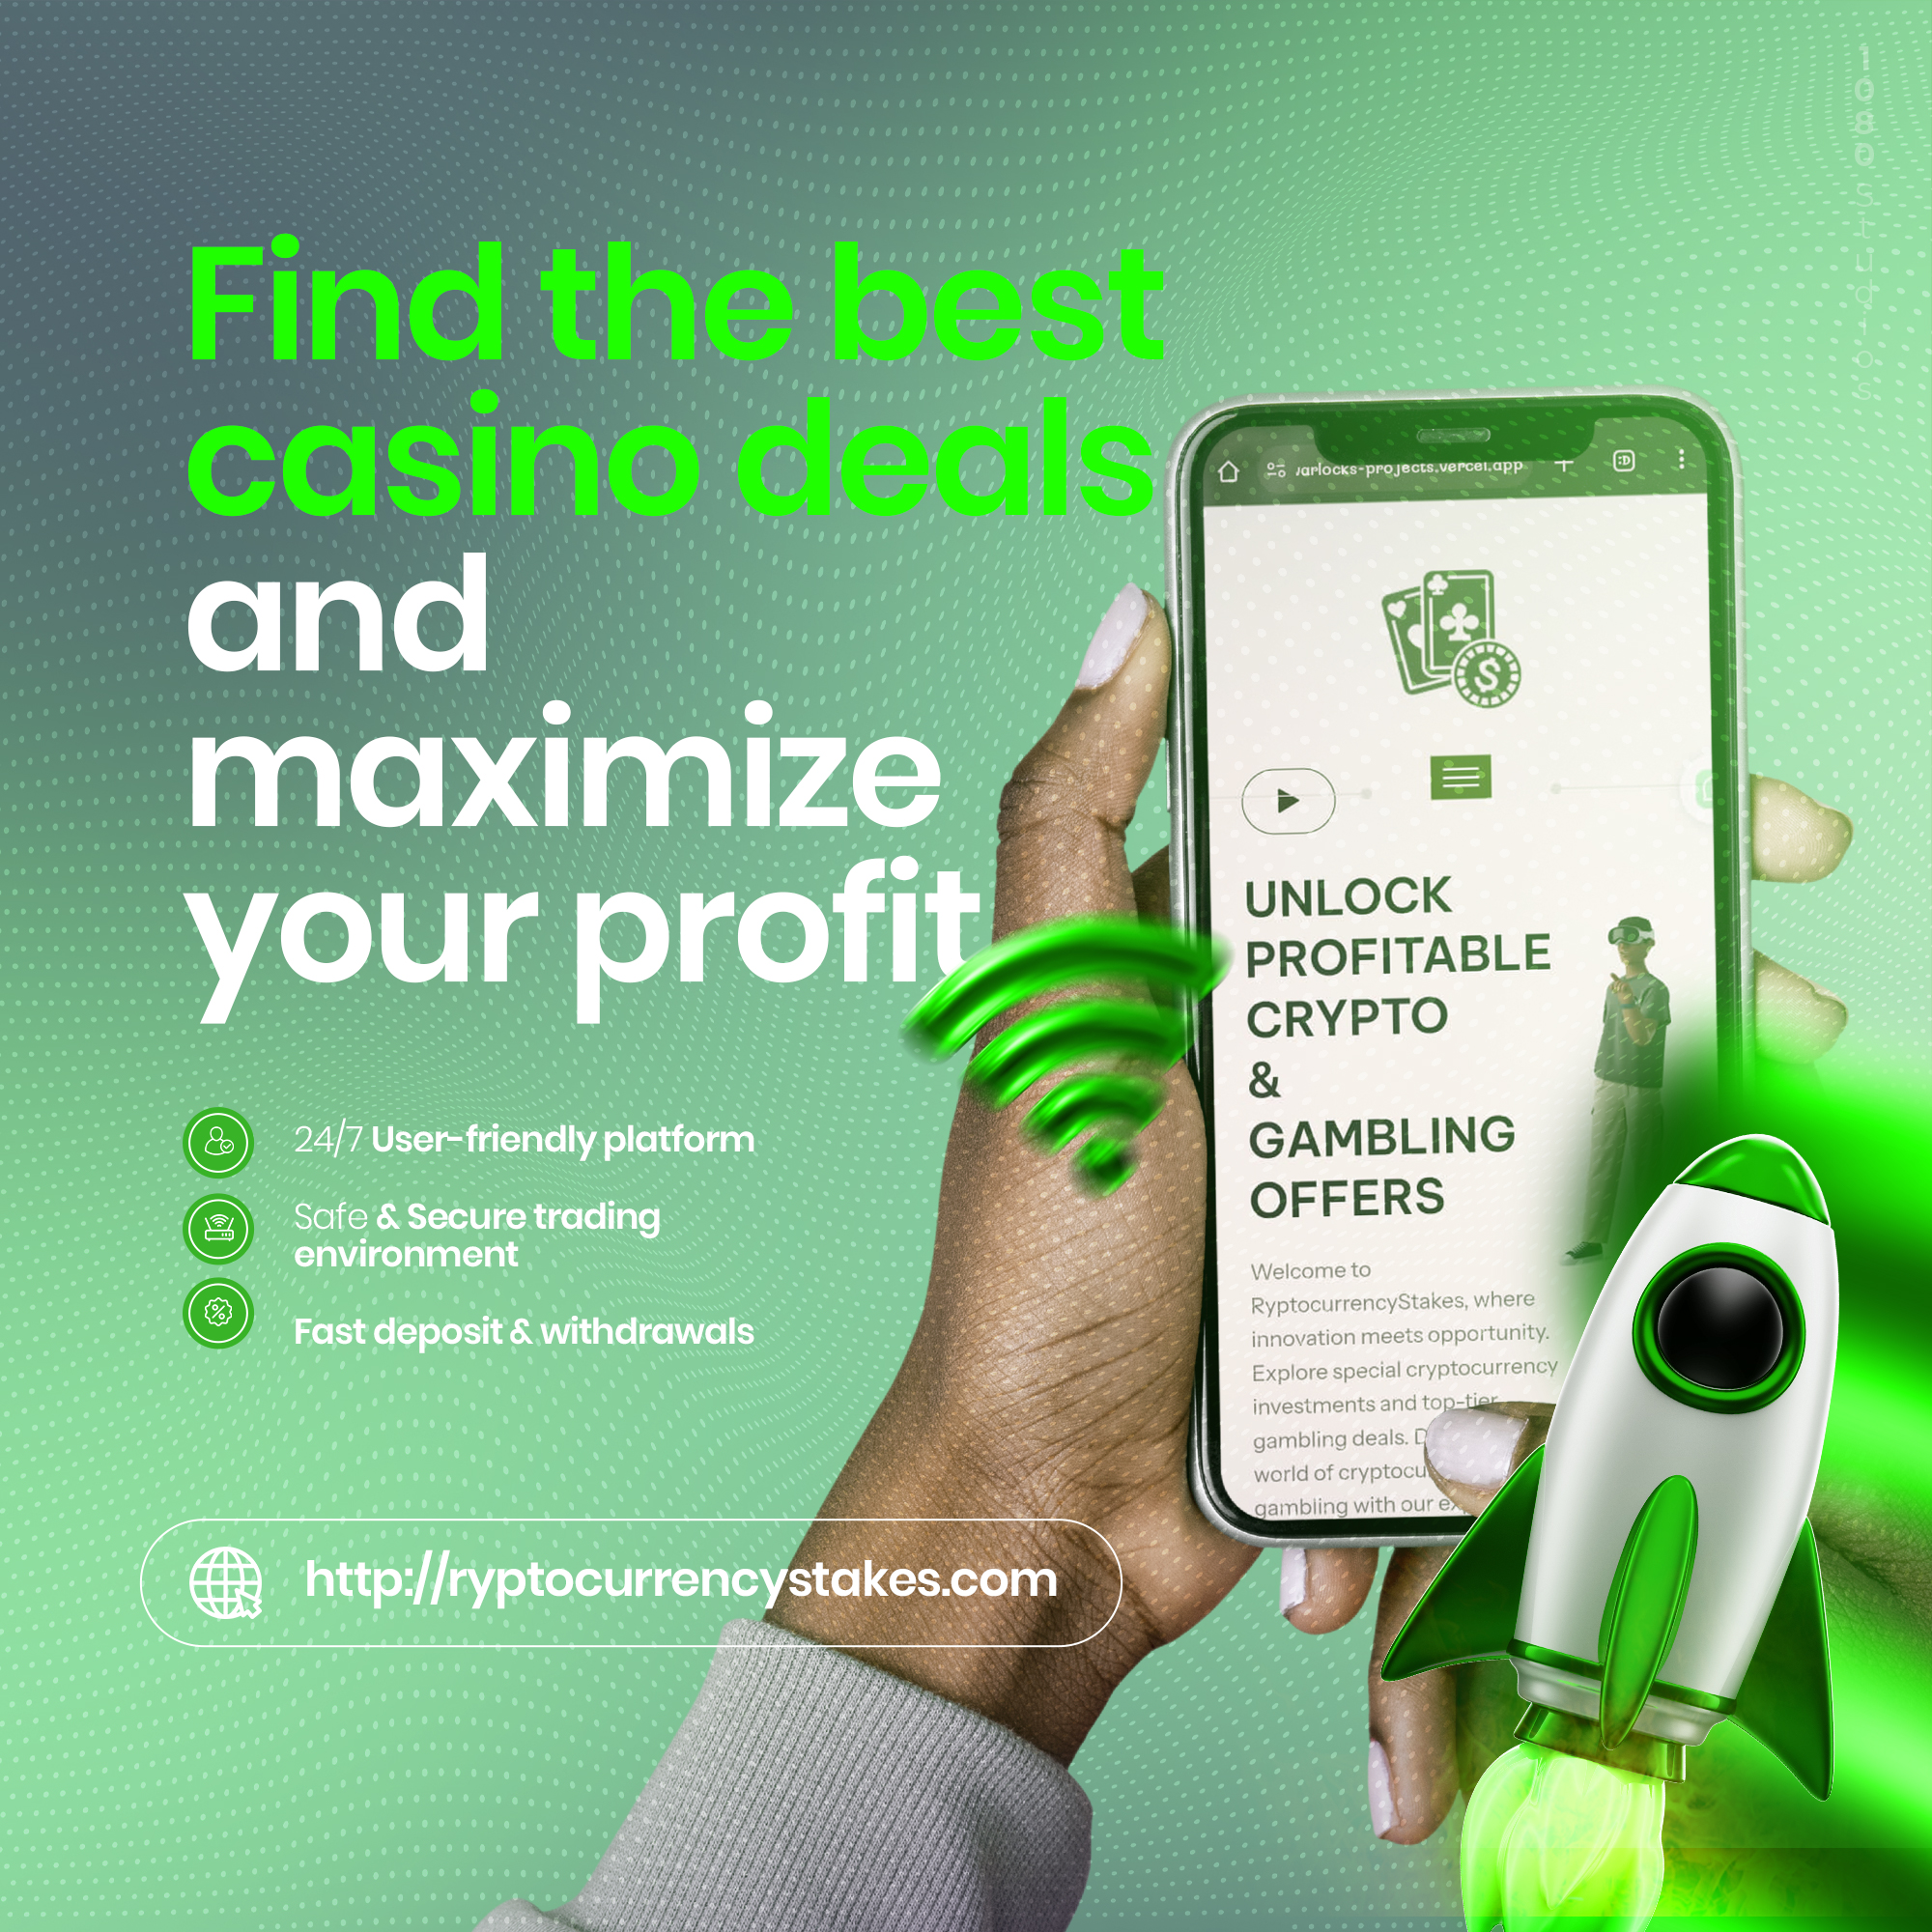 1080 studios
Find the best
casino deals
and
maximize
your profit
24/7 User-friendly platform
Safe & Secure trading
environment
Fast deposit & withdrawals
http://ryptocurrencystakes.com
:D
UNLOCK
PROFITABLE
CRYPTO
&
GAMBLING
OFFERS
Welcome to
RyptocurrencyStakes, where
innovation meets opportunity.
Explore special cryptocurrency
investments and top-tier
gambling deals.
world of
gambling with our
$